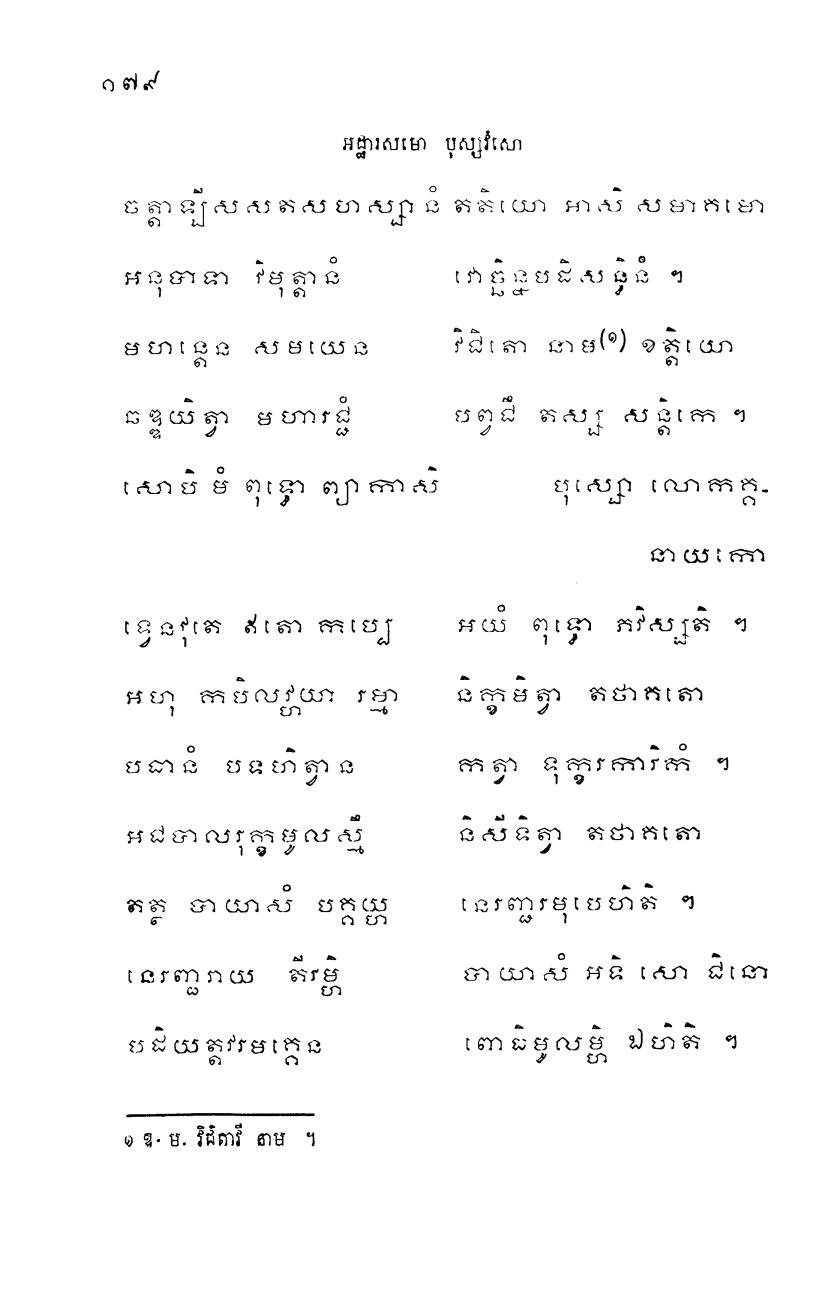 ១៧៩
អដ្ឋារសមោ បុស្សវំសោ
ចត្តាឡីសសតសហស្សានំ តតិយោ អាសិ សមាគមោ
អនុបាទា វិមុត្តានំ វោច្ឆិន្នបដិសន្ធិនំ ។
មហន្តេន សមយេន វិជិតោ នាម(១) ខត្តិយោ
ឆឌ្ឌយិត្វា មហារជ្ជំ បព្វជឹ តស្ស សន្តិកេ ។
សោបិ មំ ពុទ្ធោ ព្យាកាសិ បុស្សោ លោកគ្គ-
នាយកោ
ទ្វេនវុតេ ឥតោ កប្បេ អយំ ពុទ្ធោ ភវិស្សតិ ។
អហុ កបិលវ្ហយា រម្មា និក្ខមិត្វា តថាគតោ
បធានំ បទហិត្វាន កត្វា ទុក្ខរការិកំ ។
អជបាលរុក្ខមូលស្មឹ និសីទិត្វា តថាគតោ
តត្ថ បាយាសំ បគ្គយ្ហ នេរញ្ជរមុបេហិតិ ។
នេរញ្ជរាយ តីរម្ហិ បាយាសំ អទិ សោ ជិនោ
បដិយត្តវរមគ្គេន ពោធិមូលម្ហិ ឯហិតិ ។
១ ឱ. ម. វិជិតាវី នាម ។